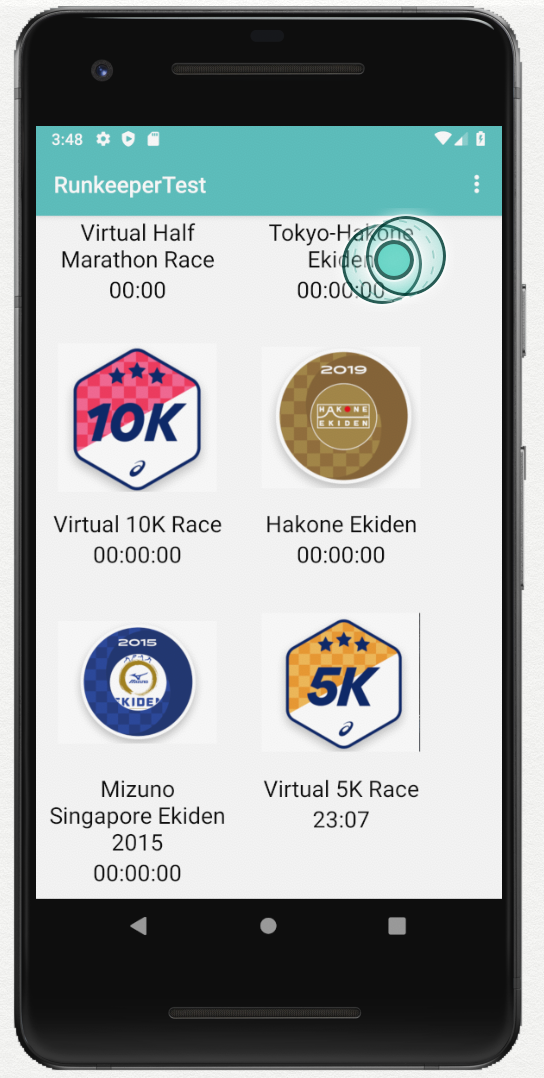 3:48
RunkeeperTest
Virtual Half
Marathon Race
00:00
Tokyo-Hakone
Ekiden
00:00:00
10K
2019
HAKONE
EKIDEN
Virtual 10K Race
00:00:00
Hakone Ekiden
00:00:00
2015
MIZUNO
EKIDEN
5K
Mizuno
Singapore Ekiden
2015
00:00:00
Virtual 5K Race
23:07